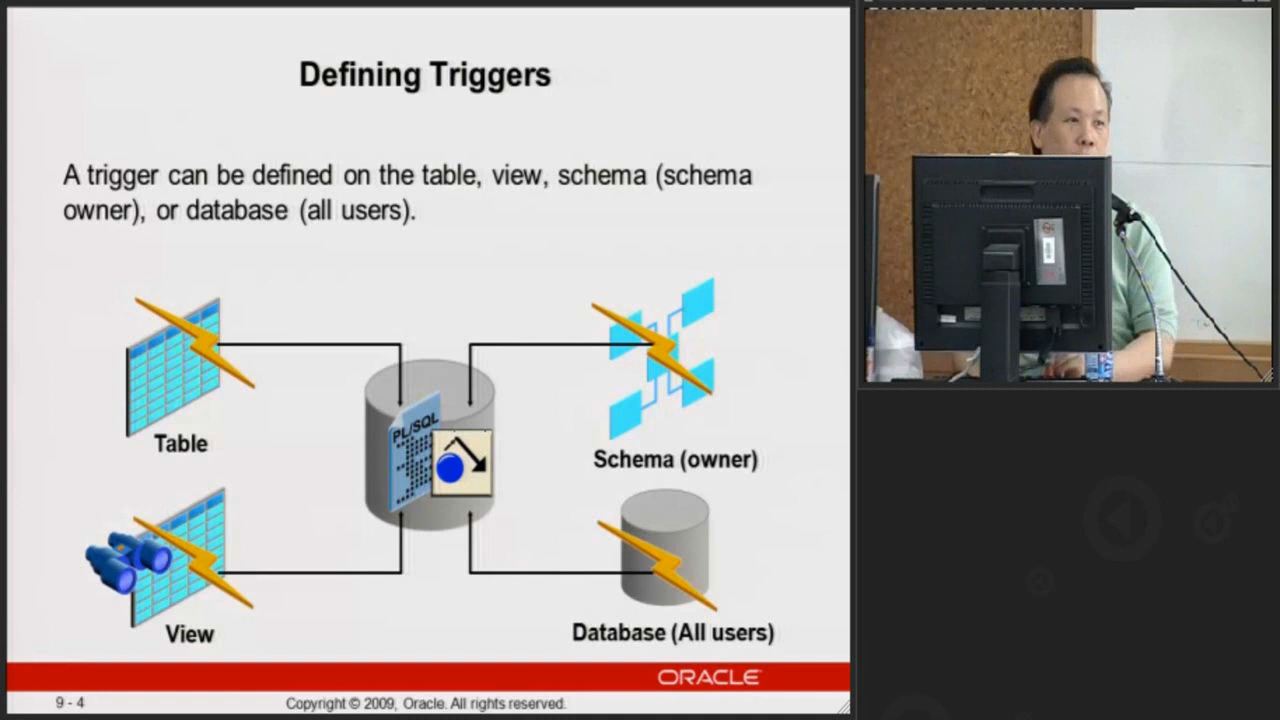 Defining Triggers
A trigger can be defined on the table, view, schema (schema
owner), or database (all users).
Table
PL/SQL
Schema (owner)
View
Database (All users)
ORACLE
9 - 4
Copyright © 2009, Oracle. All rights reserved.